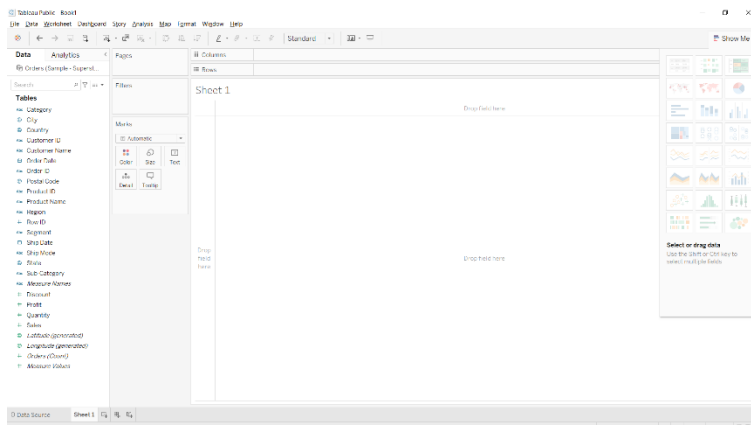 Tableau Public - Book1
File Data Worksheet Dashboard Story Analysis Map Format Window Help
Standard
Show Me
Data Analytics
Pages
Columns
Rows
Orders (Sample - Superst...
Search
Filters
Sheet 1
Tables
Category
City
Country
Customer ID
Customer Name
Order Date
Order ID
Postal Code
Product ID
Product Name
Region
Row ID
Segment
Ship Date
Ship Mode
State
Sub-Category
Measure Names
Discount
Profit
Quantity
Sales
Latitude (generated)
Longitude (generated)
Orders (Count)
Measure Values
Marks
Automatic
Color Size Text
Detail Tooltip
Drop field here
Drop
field
here
Drop field here
Select or drag data
Use the Shift or Ctrl key to
select multiple fields
Data Source Sheet 1